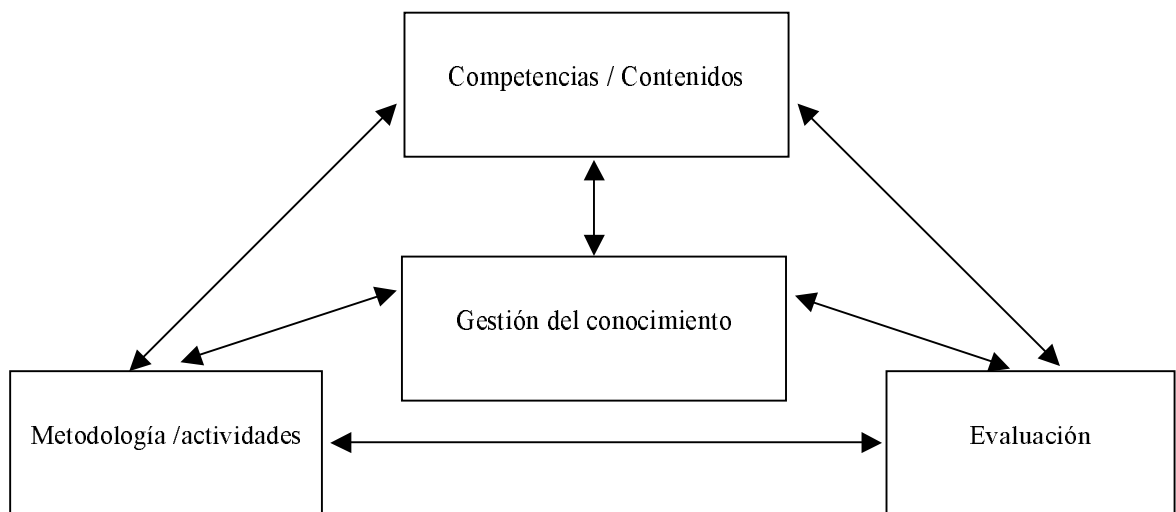 Competencias / Contenidos
Gestión del conocimiento
Metodología /actividades
Evaluación